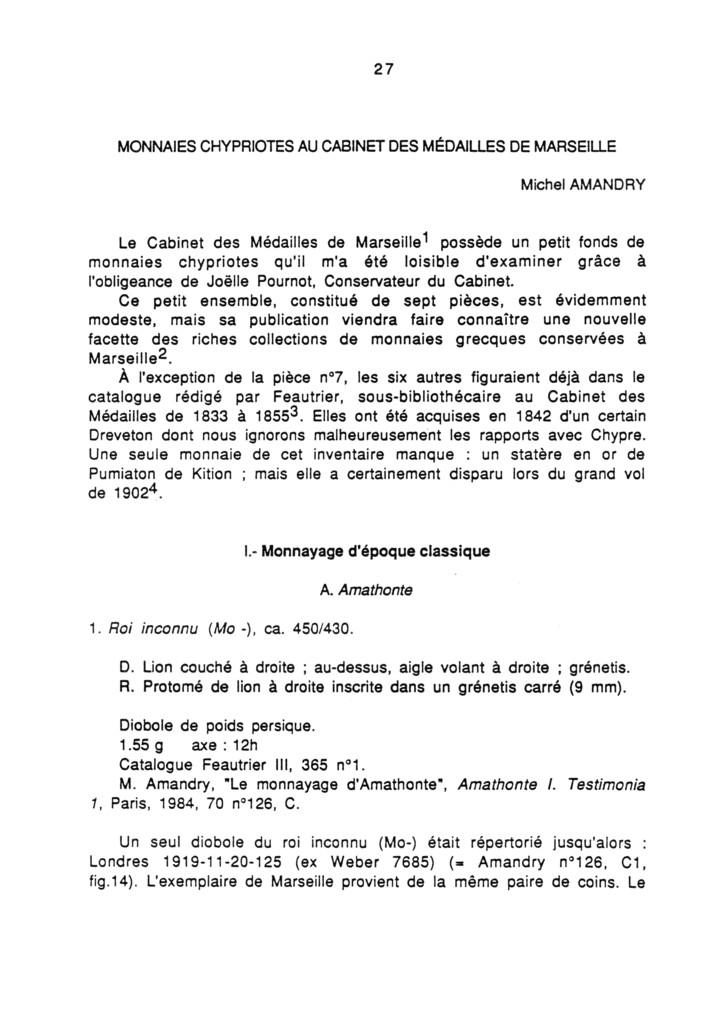 27
MONNAIES CHYPRIOTES AU CABINET DES MÉDAILLES DE MARSEILLE
Michel AMANDRY
Le Cabinet des Médailles de Marseille1 possède un petit fonds de
monnaies chypriotes qu'il m'a été loisible d'examiner grâce à
l'obligeance de Joëlle Pournot, Conservateur du Cabinet.
Ce petit ensemble, constitué de sept pièces, est évidemment
modeste, mais sa publication viendra faire connaître une nouvelle
facette des riches collections de monnaies grecques conservées à
Marseille2.
À l'exception de la pièce n°7, les six autres figuraient déjà dans le
catalogue rédigé par Feautrier, sous-bibliothécaire au Cabinet des
Médailles de 1833 à 18553. Elles ont été acquises en 1842 d'un certain
Dreveton dont nous ignorons malheureusement les rapports avec Chypre.
Une seule monnaie de cet inventaire manque : un statère en or de
Pumiaton de Kition ; mais elle a certainement disparu lors du grand vol
de 19024.
I.- Monnayage d'époque classique
A. Amathonte
1. Roi inconnu (Mo -), ca. 450/430.
D. Lion couché à droite ; au-dessus, aigle volant à droite ; grénetis.
R. Protomé de lion à droite inscrite dans un grénetis carré (9 mm).
Diobole de poids persique.
1.55 g axe : 12h
Catalogue Feautrier III, 365 n°1.
M. Amandry, "Le monnayage d'Amathonte", Amathonte I. Testimonia
1, Paris, 1984, 70 n°126, C.
Un seul diobole du roi inconnu (Mo-) était répertorié jusqu'alors :
Londres 1919-11-20-125 (ex Weber 7685) (= Amandry n°126, C1,
fig.14). L'exemplaire de Marseille provient de la même paire de coins. Le